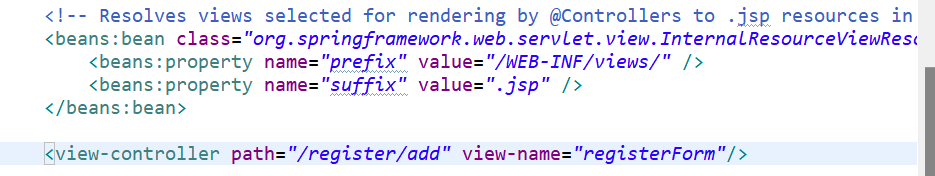 <!-- Resolves views selected for rendering by @Controllers to .jsp resources in
<beans:bean class="org.springframework.web.servlet.view.InternalResourceViewReso
<beans:property name="prefix" value="/WEB-INF/views/" />
<beans:property name="suffix" value=".jsp" />
</beans:bean>
<view-controller path="/register/add" view-name="registerForm"/>